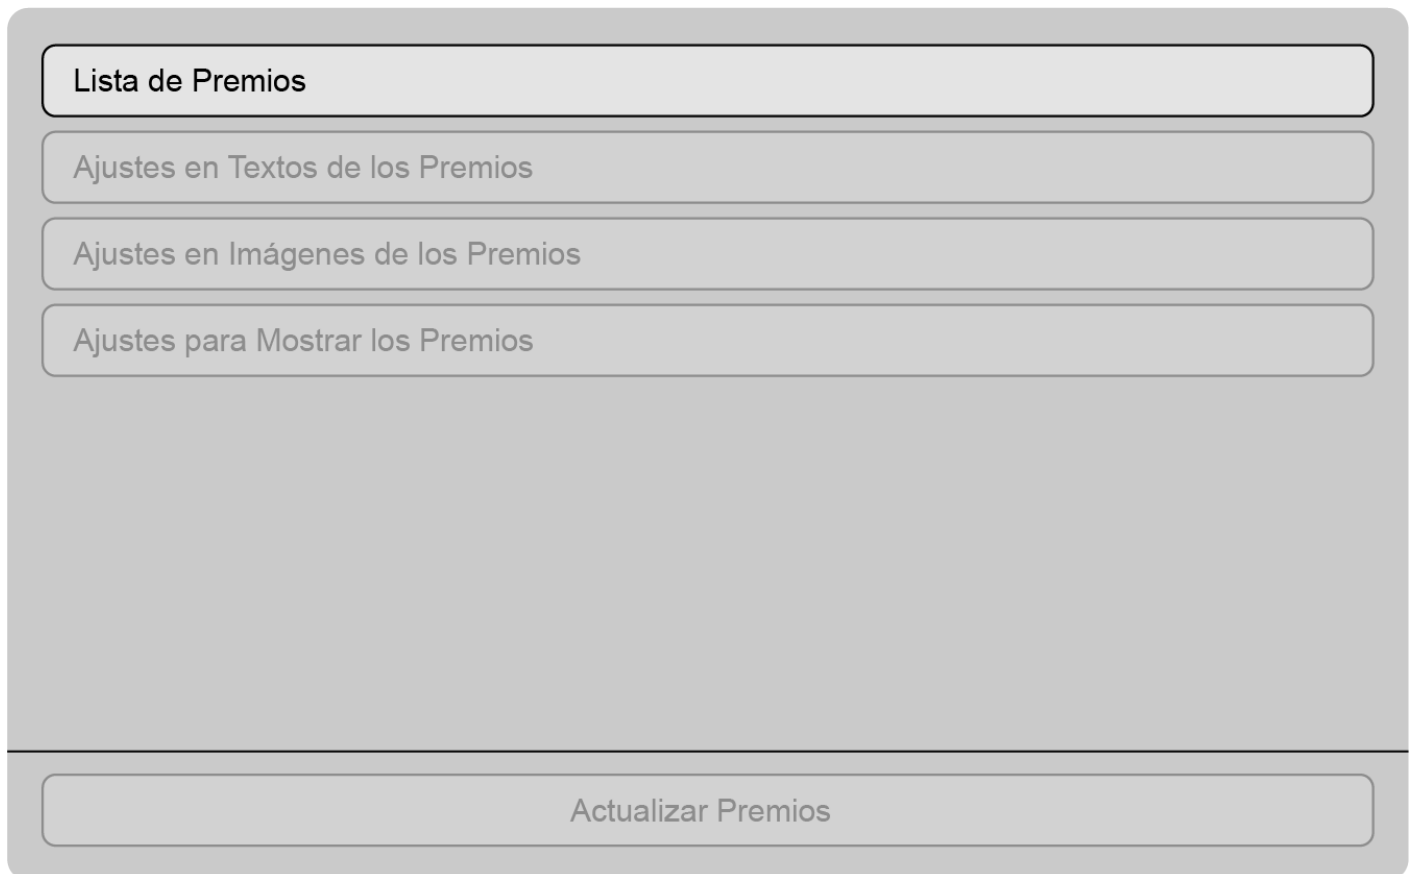 Lista de Premios
Ajustes en Textos de los Premios
Ajustes en Imágenes de los Premios
Ajustes para Mostrar los Premios
Actualizar Premios